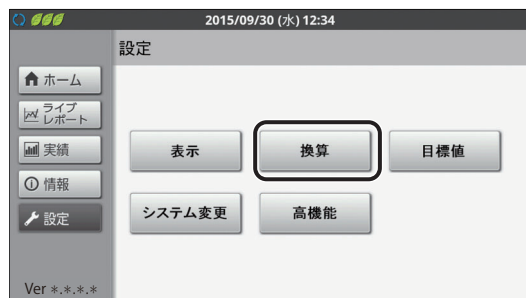 2015/09/30 (水) 12:34
設定
ホーム
ライブ
レポート
実績
情報
設定
表示
換算
目標値
システム変更
高機能
Ver *.*.*.*